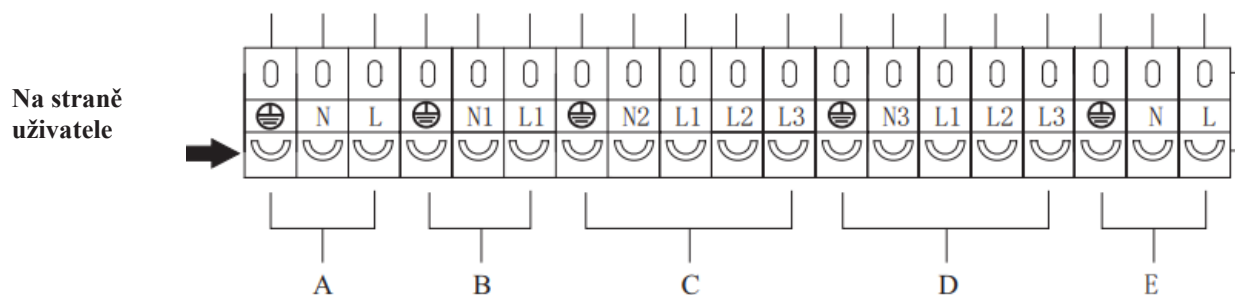 Na straně
uživatele
N L N1 L1 N2 L1 L2 L3 N3 L1 L2 L3 N L
A B C D E